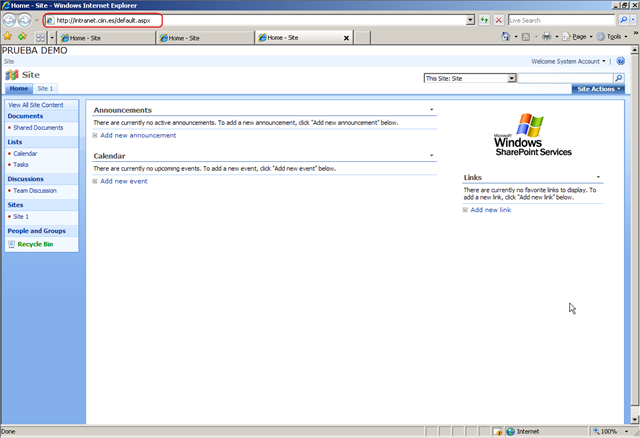 Home - Site - Windows Internet Explorer
http://intranet.cin.es/default.aspx
Live Search
Home - Site
Home - Site
Home - Site
Page
Tools
PRUEBA DEMO
Site
Welcome System Account
Site
This Site: Site
Home
Site 1
Site Actions
View All Site Content
Documents
Shared Documents
Lists
Calendar
Tasks
Discussions
Team Discussion
Sites
Site 1
People and Groups
Recycle Bin
Announcements
There are currently no active announcements. To add a new announcement, click "Add new announcement" below.
Add new announcement
Calendar
There are currently no upcoming events. To add a new event, click "Add new event" below.
Add new event
Microsoft
Windows
SharePoint Services
Links
There are currently no favorite links to display. To
add a new link, click "Add new link" below.
Add new link
Done
Internet
100%